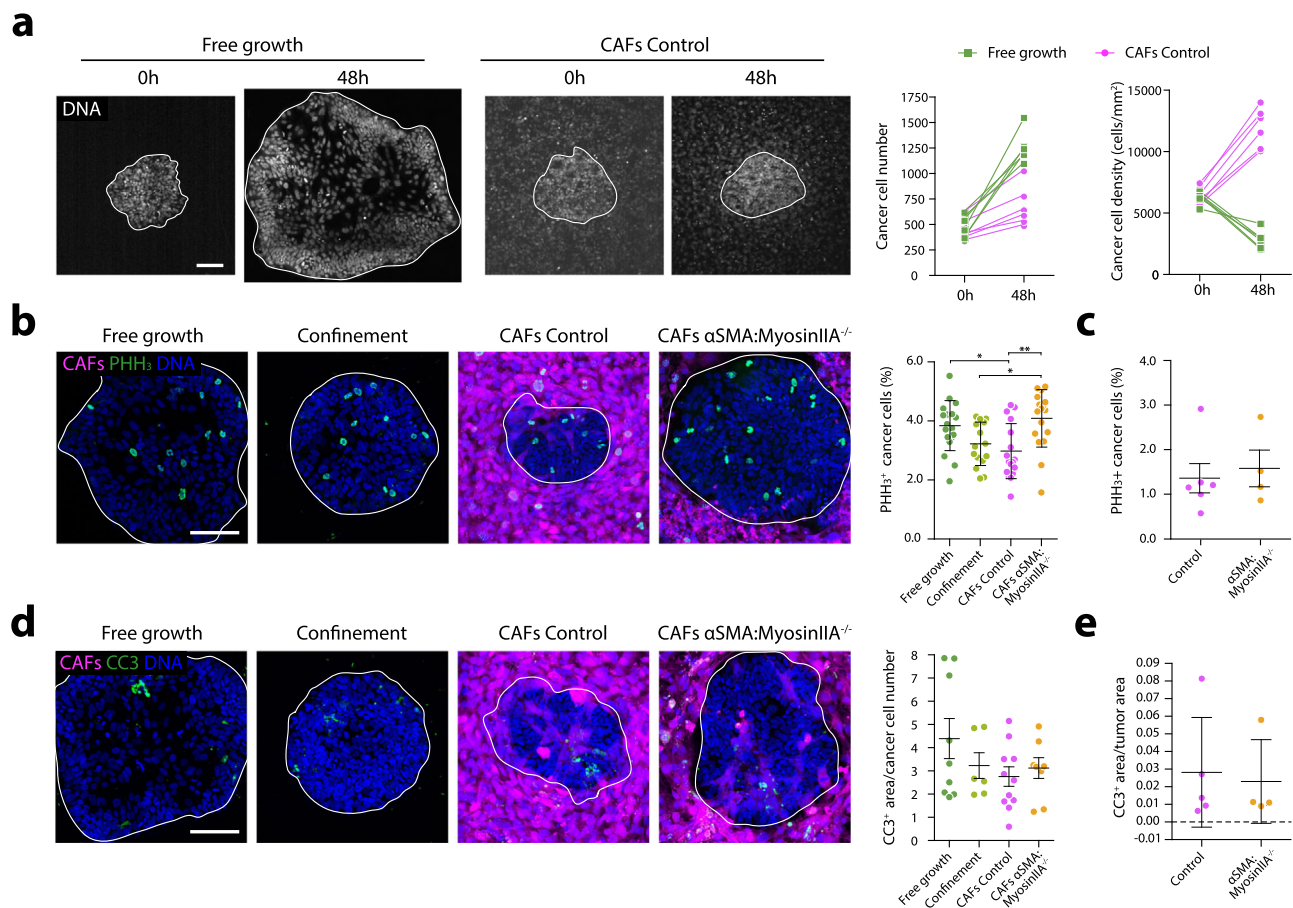 a
Free growth
CAFs Control
0h
48h
0h
48h
DNA
Free growth
CAFs Control
Cancer cell number
1750
1500
1250
1000
750
500
250
0
0h
48h
Cancer cell density (cells/mm²)
15000
10000
5000
0
0h
48h
b
Free growth
Confinement
CAFs Control
CAFs αSMA:MyosinIIA-/-
CAFs PHH₃ DNA
PHH₃⁺ cancer cells (%)
6.0
4.0
2.0
0.0
*
**
*
Free growth
Confinement
CAFs Control
CAFs αSMA:
MyosinIIA-/-
c
PHH₃+ cancer cells (%)
4.0
3.0
2.0
1.0
0.0
Control
αSMA:
MyosinIIA-/-
d
Free growth
Confinement
CAFs Control
CAFs αSMA:MyosinIIA-/-
CAFs CC3 DNA
CC3⁺ area/cancer cell number
8
7
6
5
4
3
2
1
0
Free growth
Confinement
CAFs Control
CAFs αSMA:
MyosinIIA-/-
e
CC3⁺ area/tumor area
0.09
0.08
0.07
0.06
0.05
0.04
0.03
0.02
0.01
0.00
-0.01
Control
αSMA:
MyosinIIA-/-